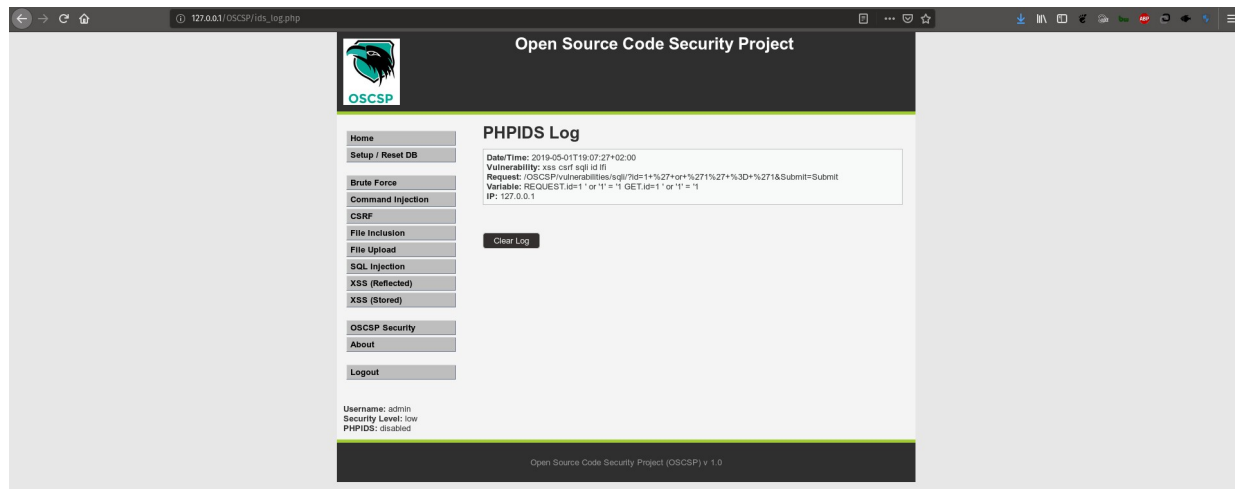 127.0.0.1/OSCSP/ids_log.php
Open Source Code Security Project
OSCSP
Home
Setup / Reset DB
Brute Force
Command Injection
CSRF
File Inclusion
File Upload
SQL Injection
XSS (Reflected)
XSS (Stored)
OSCSP Security
About
Logout
Username: admin
Security Level: low
PHPIDS: disabled
PHPIDS Log
Date/Time: 2019-05-01T19:07:27+02:00
Vulnerability: xss csrf sqli id lfi
Request: /OSCSP/vulnerabilities/sqli/?id=1+%27+or+%271%27+%3D+%271&Submit=Submit
Variable: REQUEST.id=1 ' or '1' = '1 GET.id=1 ' or '1' = '1
IP: 127.0.0.1
Clear Log
Open Source Code Security Project (OSCSP) v 1.0